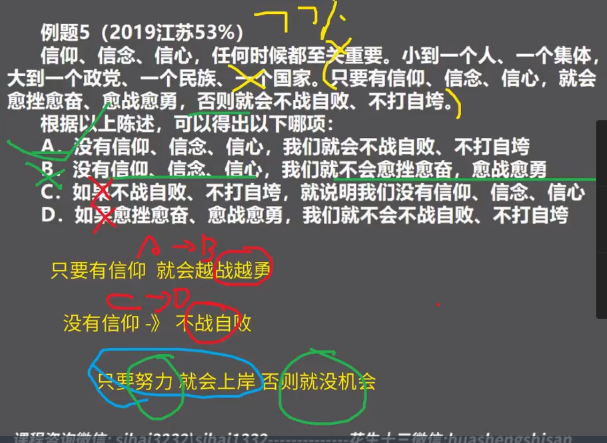 例题5（2019江苏53%）
信仰、信念、信心，任何时候都至关重要。小到一个人、一个集体，
大到一个政党、一个民族、一个国家。只要有信仰、信念、信心，就会
愈挫愈奋、愈战愈勇，否则就会不战自败、不打自垮。
根据以上陈述，可以得出以下哪项：
A．没有信仰、信念、信心，我们就会不战自败、不打自垮
B．没有信仰、信念、信心，我们就不会愈挫愈奋，愈战愈勇
C．如果不战自败、不打自垮，就说明我们没有信仰、信念、信心
D．如果愈挫愈奋、愈战愈勇，我们就不会不战自败、不打自垮
A → B
只要有信仰 就会越战越勇
C → D
没有信仰 -》 不战自败
只要努力 就会上岸 否则就没机会
课程咨询微信: sihai3232\sihai1332--------------花生十三微信:huashengshisan